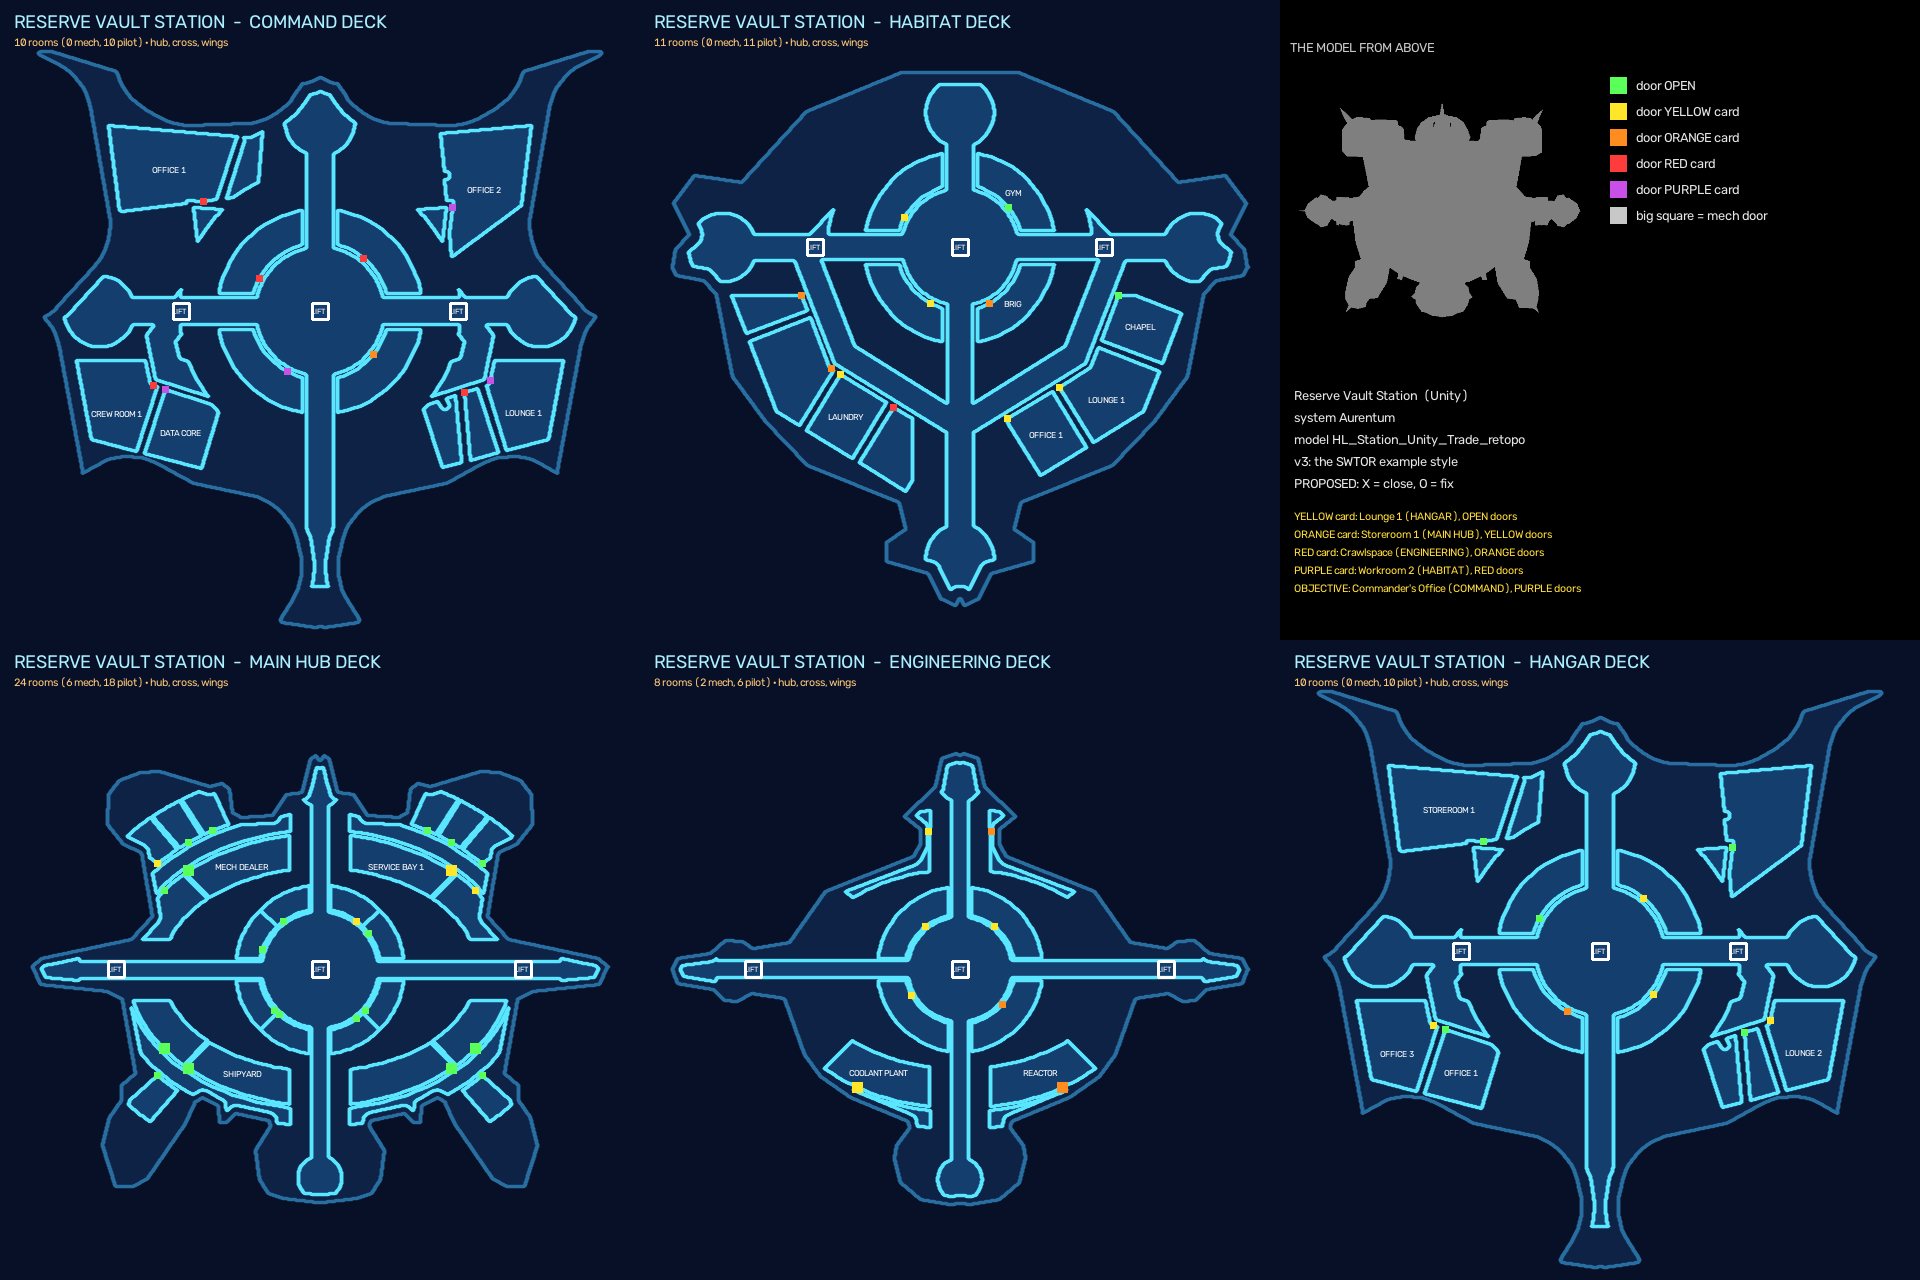 RESERVE VAULT STATION - COMMAND DECK
10 rooms (0 mech, 10 pilot) • hub, cross, wings
OFFICE 1
OFFICE 2
LIFT
LIFT
LIFT
CREW ROOM 1
DATA CORE
LOUNGE 1
RESERVE VAULT STATION - HABITAT DECK
11 rooms (0 mech, 11 pilot) • hub, cross, wings
GYM
LIFT
LIFT
LIFT
BRIG
CHAPEL
LOUNGE 1
LAUNDRY
OFFICE 1
THE MODEL FROM ABOVE
door OPEN
door YELLOW card
door ORANGE card
door RED card
door PURPLE card
big square = mech door
Reserve Vault Station (Unity)
system Aurentum
model HL_Station_Unity_Trade_retopo
v3: the SWTOR example style
PROPOSED: X = close, O = fix
YELLOW card: Lounge 1 (HANGAR), OPEN doors
ORANGE card: Storeroom 1 (MAIN HUB), YELLOW doors
RED card: Crawlspace (ENGINEERING), ORANGE doors
PURPLE card: Workroom 2 (HABITAT), RED doors
OBJECTIVE: Commander's Office (COMMAND), PURPLE doors
RESERVE VAULT STATION - MAIN HUB DECK
24 rooms (6 mech, 18 pilot) • hub, cross, wings
MECH DEALER
SERVICE BAY 1
LIFT
LIFT
LIFT
SHIPYARD
RESERVE VAULT STATION - ENGINEERING DECK
8 rooms (2 mech, 6 pilot) • hub, cross, wings
LIFT
LIFT
LIFT
COOLANT PLANT
REACTOR
RESERVE VAULT STATION - HANGAR DECK
10 rooms (0 mech, 10 pilot) • hub, cross, wings
STOREROOM 1
LIFT
LIFT
LIFT
OFFICE 3
OFFICE 1
LOUNGE 2